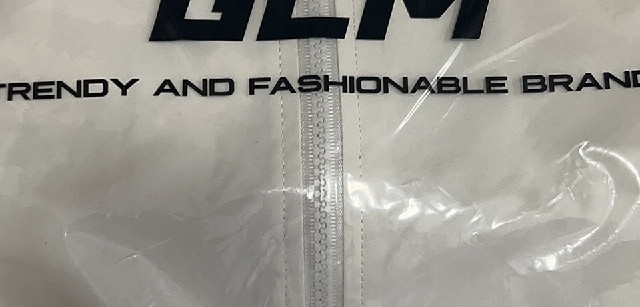 GLM
TRENDY AND FASHIONABLE BRAND